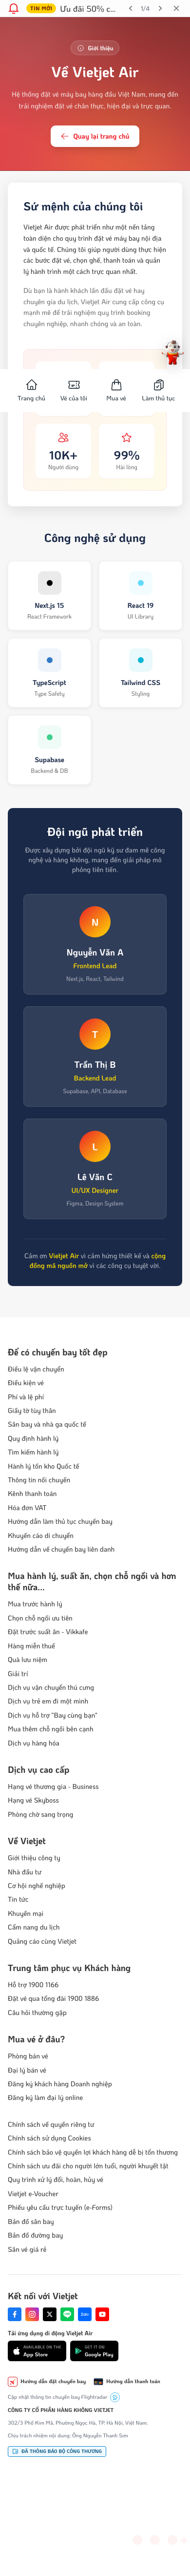 TIN MỚI
Ưu đãi 50% c...
1/4
Giới thiệu
Về Vietjet Air
Hệ thống đặt vé máy bay hàng đầu Việt Nam, mang đến
trải nghiệm đặt vé chân thực, hiện đại và trực quan.
Quay lại trang chủ
Sứ mệnh của chúng tôi
Vietjet Air được phát triển như một nền tảng
toàn diện cho quy trình đặt vé máy bay nội địa
và quốc tế. Chúng tôi giúp người dùng thực hiện
các bước đặt vé, chọn ghế, thanh toán và quản
lý hành trình một cách trực quan nhất.
Dù bạn là hành khách lần đầu đặt vé hay
chuyên gia du lịch, Vietjet Air cung cấp công cụ
mạnh mẽ để trải nghiệm quy trình booking
chuyên nghiệp, nhanh chóng và an toàn.
Trang chủ
Vé của tôi
Mua vé
Làm thủ tục
10K+
Người dùng
99%
Hài lòng
Công nghệ sử dụng
Next.js 15
React Framework
React 19
UI Library
TypeScript
Type Safety
Tailwind CSS
Styling
Supabase
Backend & DB
Đội ngũ phát triển
Được xây dựng bởi đội ngũ kỹ sư đam mê công
nghệ và hàng không, mang đến giải pháp mô
phỏng tiên tiến.
N
Nguyễn Văn A
Frontend Lead
Next.js, React, Tailwind
T
Trần Thị B
Backend Lead
Supabase, API, Database
L
Lê Văn C
UI/UX Designer
Figma, Design System
Cảm ơn Vietjet Air vì cảm hứng thiết kế và cộng
đồng mã nguồn mở vì các công cụ tuyệt vời.
Để có chuyến bay tốt đẹp
Điều lệ vận chuyển
Điều kiện vé
Phí và lệ phí
Giấy tờ tùy thân
Sân bay và nhà ga quốc tế
Quy định hành lý
Tìm kiếm hành lý
Hành lý tồn kho Quốc tế
Thông tin nối chuyến
Kênh thanh toán
Hóa đơn VAT
Hướng dẫn làm thủ tục chuyến bay
Khuyến cáo di chuyển
Hướng dẫn về chuyến bay liên danh
Mua hành lý, suất ăn, chọn chỗ ngồi và hơn
thế nữa...
Mua trước hành lý
Chọn chỗ ngồi ưu tiên
Đặt trước suất ăn - Vikkafe
Hàng miễn thuế
Quà lưu niệm
Giải trí
Dịch vụ vận chuyển thú cưng
Dịch vụ trẻ em đi một mình
Dịch vụ hỗ trợ "Bay cùng bạn"
Mua thêm chỗ ngồi bên cạnh
Dịch vụ hàng hóa
Dịch vụ cao cấp
Hạng vé thương gia - Business
Hạng vé Skyboss
Phòng chờ sang trọng
Về Vietjet
Giới thiệu công ty
Nhà đầu tư
Cơ hội nghề nghiệp
Tin tức
Khuyến mại
Cẩm nang du lịch
Quảng cáo cùng Vietjet
Trung tâm phục vụ Khách hàng
Hỗ trợ 1900 1166
Đặt vé qua tổng đài 1900 1886
Câu hỏi thường gặp
Mua vé ở đâu?
Phòng bán vé
Đại lý bán vé
Đăng ký khách hàng Doanh nghiệp
Đăng ký làm đại lý online
Chính sách về quyền riêng tư
Chính sách sử dụng Cookies
Chính sách bảo vệ quyền lợi khách hàng dễ bị tổn thương
Chính sách ưu đãi cho người lớn tuổi, người khuyết tật
Quy trình xử lý đổi, hoàn, hủy vé
Vietjet e-Voucher
Phiếu yêu cầu trực tuyến (e-Forms)
Bản đồ sân bay
Bản đồ đường bay
Săn vé giá rẻ
Kết nối với Vietjet
Tải ứng dụng di động Vietjet Air
AVAILABLE ON THE
App Store
GET IT ON
Google Play
Hướng dẫn đặt chuyến bay
Hướng dẫn thanh toán
Cập nhật thông tin chuyến bay Flightradar
CÔNG TY CỔ PHẦN HÀNG KHÔNG VIETJET
302/3 Phố Kim Mã, Phường Ngọc Hà, TP. Hà Nội, Việt Nam.
Chịu trách nhiệm nội dung: Ông Nguyễn Thanh Sơn
ĐÃ THÔNG BÁO BỘ CÔNG THƯƠNG